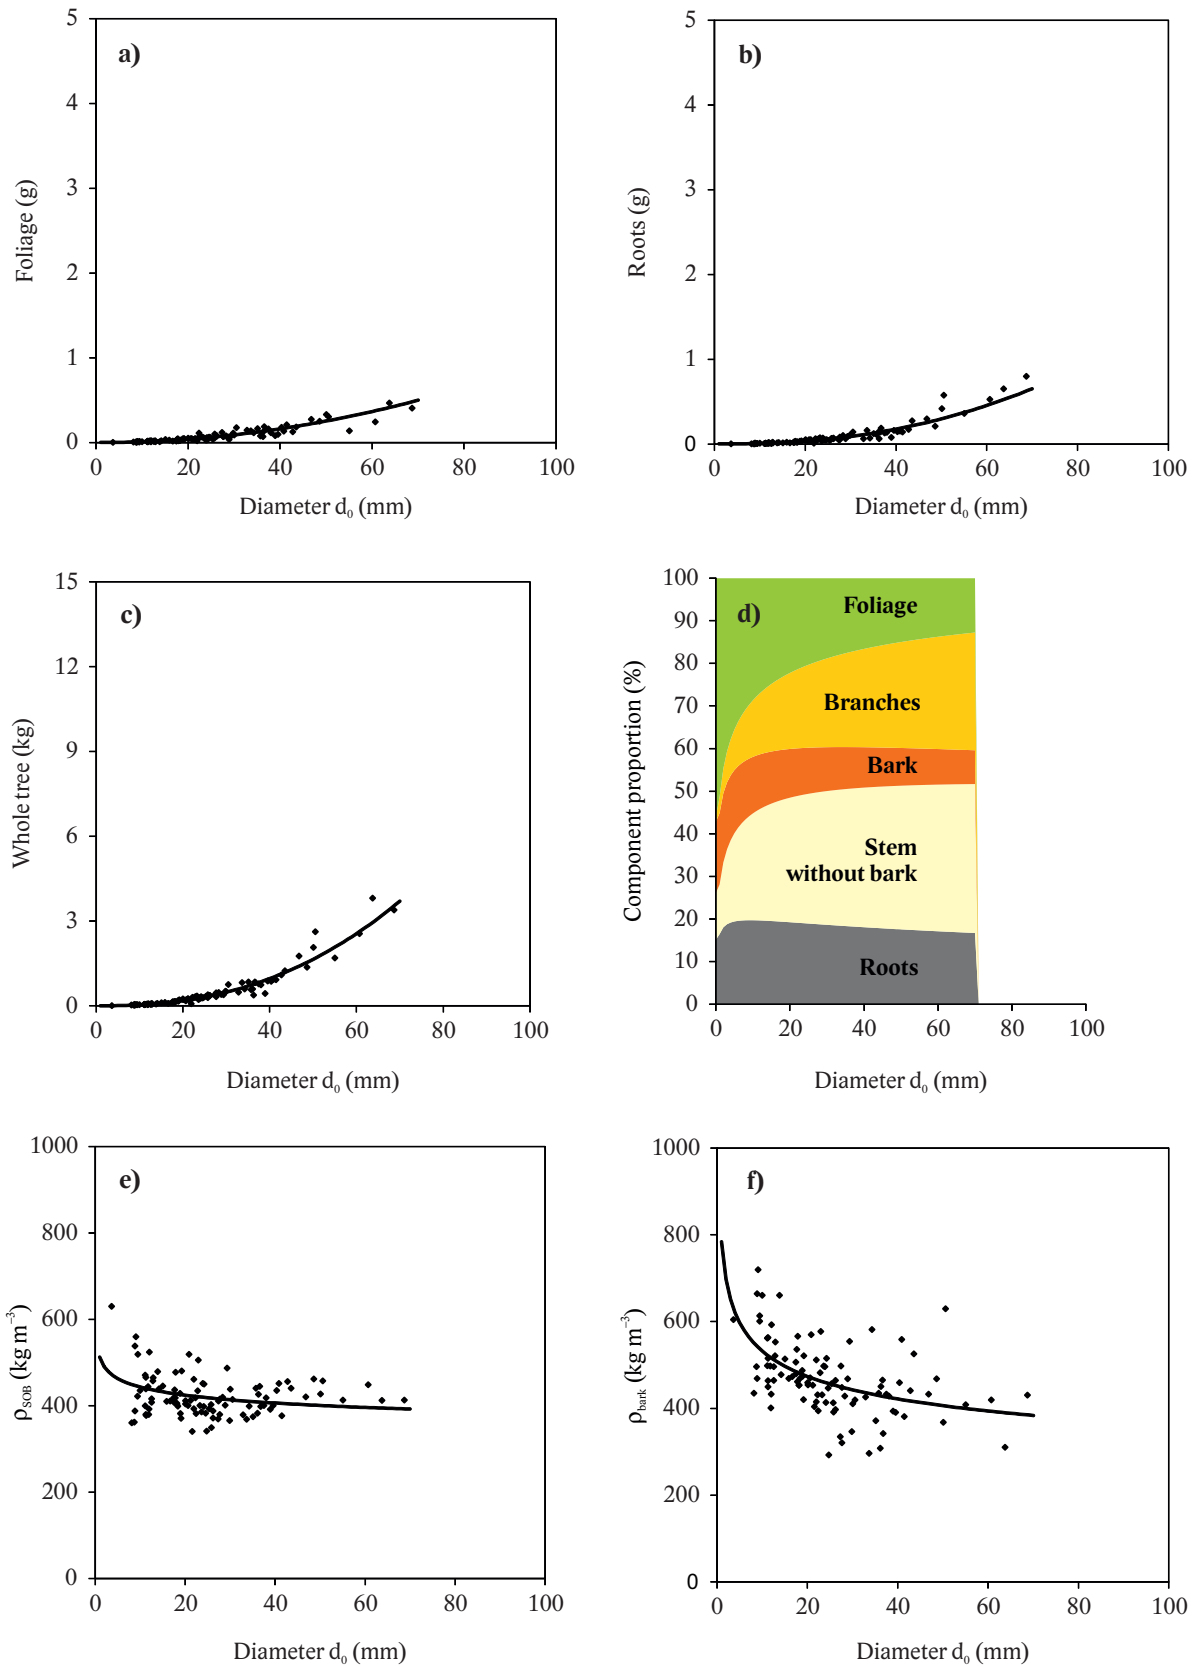 a)
5
4
3
2
1
0
Foliage (g)
0 20 40 60 80 100
Diameter d₀ (mm)
b)
5
4
3
2
1
0
Roots (g)
0 20 40 60 80 100
Diameter d₀ (mm)
c)
15
12
9
6
3
0
Whole tree (kg)
0 20 40 60 80 100
Diameter d₀ (mm)
d)
100
90
80
70
60
50
40
30
20
10
0
Component proportion (%)
Foliage
Branches
Bark
Stem
without bark
Roots
0 20 40 60 80 100
Diameter d₀ (mm)
e)
1000
800
600
400
200
0
ρSOB (kg m⁻³)
0 20 40 60 80 100
Diameter d₀ (mm)
f)
1000
800
600
400
200
0
ρbark (kg m⁻³)
0 20 40 60 80 100
Diameter d₀ (mm)